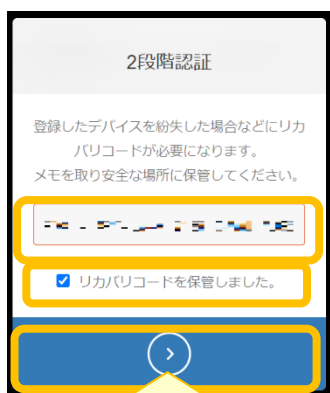 2段階認証
登録したデバイスを紛失した場合などにリカ
バリコードが必要になります。
メモを取り安全な場所に保管してください。
リカバリコードを保管しました。